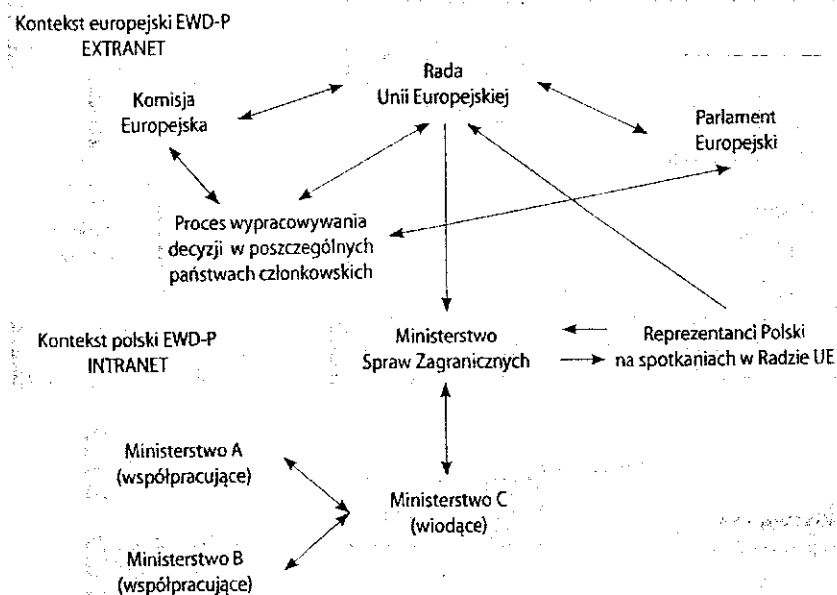 Kontekst europejski EWD-P
EXTRANET
Rada
Unii Europejskiej
Komisja
Europejska
Parlament
Europejski
Proces wypracowywania
decyzji w poszczególnych
państwach członkowskich
Kontekst polski EWD-P
INTRANET
Ministerstwo
Spraw Zagranicznych
Reprezentanci Polski
na spotkaniach w Radzie UE
Ministerstwo A
(współpracujące)
Ministerstwo C
(wiodące)
Ministerstwo B
(współpracujące)